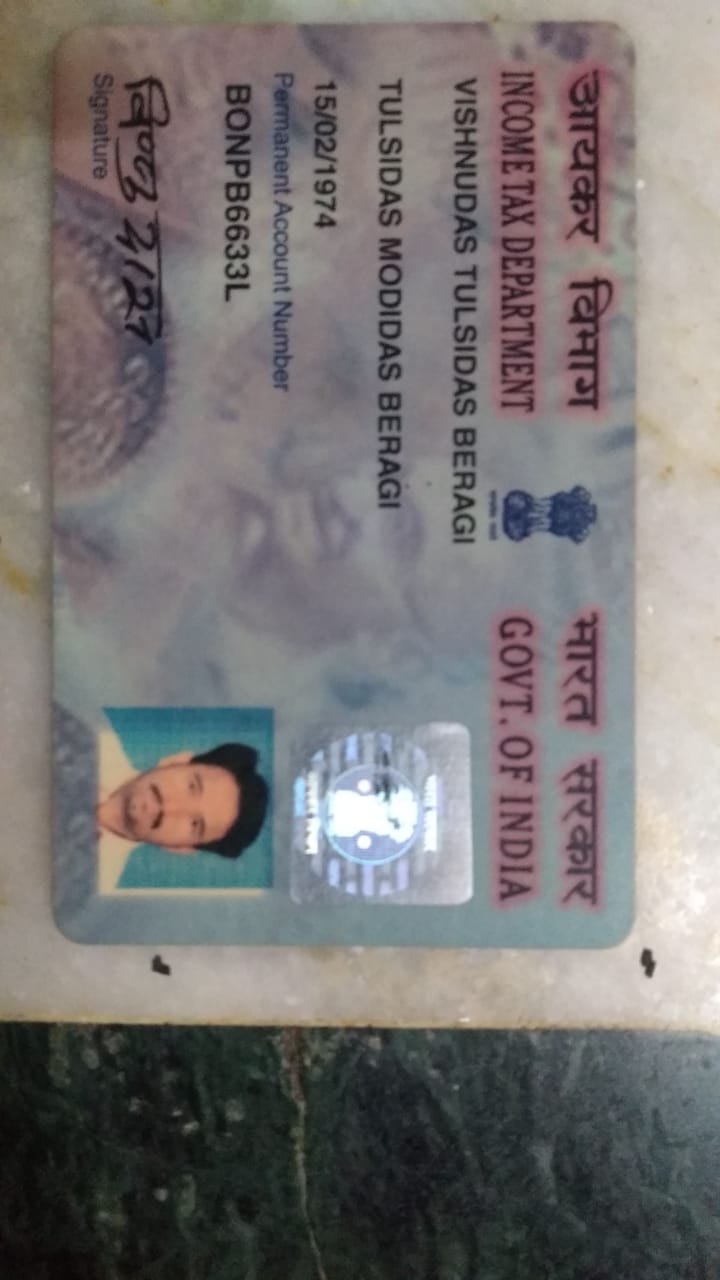 आयकर विभाग भारत सरकार
INCOME TAX DEPARTMENT GOVT. OF INDIA
VISHNUDAS TULSIDAS BERAGI
TULSIDAS MODIDAS BERAGI
15/02/1974
Permanent Account Number
BONPB6633L
Signature